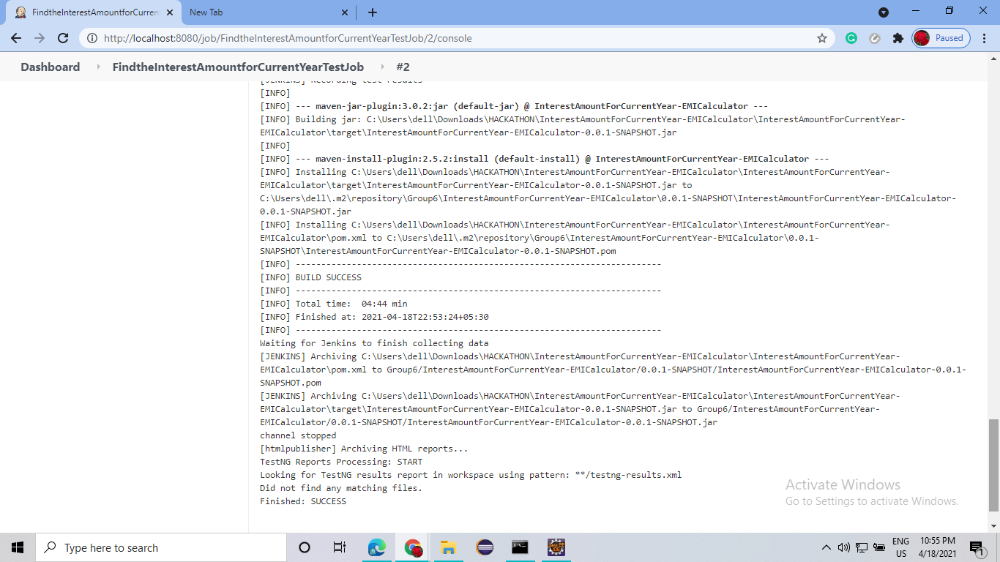 FindtheInterestAmountforCurren
New Tab
http://localhost:8080/job/FindtheInterestAmountforCurrentYearTestJob/2/console
Paused
Dashboard FindtheInterestAmountforCurrentYearTestJob #2
[JENKINS] Recording test results
[INFO]
[INFO] --- maven-jar-plugin:3.0.2:jar (default-jar) @ InterestAmountForCurrentYear-EMICalculator ---
[INFO] Building jar: C:\Users\dell\Downloads\HACKATHON\InterestAmountForCurrentYear-EMICalculator\InterestAmountForCurrentYear-
EMICalculator\target\InterestAmountForCurrentYear-EMICalculator-0.0.1-SNAPSHOT.jar
[INFO]
[INFO] --- maven-install-plugin:2.5.2:install (default-install) @ InterestAmountForCurrentYear-EMICalculator ---
[INFO] Installing C:\Users\dell\Downloads\HACKATHON\InterestAmountForCurrentYear-EMICalculator\InterestAmountForCurrentYear-
EMICalculator\target\InterestAmountForCurrentYear-EMICalculator-0.0.1-SNAPSHOT.jar to
C:\Users\dell\.m2\repository\Group6\InterestAmountForCurrentYear-EMICalculator\0.0.1-SNAPSHOT\InterestAmountForCurrentYear-EMICalculator-
0.0.1-SNAPSHOT.jar
[INFO] Installing C:\Users\dell\Downloads\HACKATHON\InterestAmountForCurrentYear-EMICalculator\InterestAmountForCurrentYear-
EMICalculator\pom.xml to C:\Users\dell\.m2\repository\Group6\InterestAmountForCurrentYear-EMICalculator\0.0.1-
SNAPSHOT\InterestAmountForCurrentYear-EMICalculator-0.0.1-SNAPSHOT.pom
[INFO] ------------------------------------------------------------------------
[INFO] BUILD SUCCESS
[INFO] ------------------------------------------------------------------------
[INFO] Total time:  04:44 min
[INFO] Finished at: 2021-04-18T22:53:24+05:30
[INFO] ------------------------------------------------------------------------
Waiting for Jenkins to finish collecting data
[JENKINS] Archiving C:\Users\dell\Downloads\HACKATHON\InterestAmountForCurrentYear-EMICalculator\InterestAmountForCurrentYear-
EMICalculator\pom.xml to Group6/InterestAmountForCurrentYear-EMICalculator/0.0.1-SNAPSHOT/InterestAmountForCurrentYear-EMICalculator-0.0.1-
SNAPSHOT.pom
[JENKINS] Archiving C:\Users\dell\Downloads\HACKATHON\InterestAmountForCurrentYear-EMICalculator\InterestAmountForCurrentYear-
EMICalculator\target\InterestAmountForCurrentYear-EMICalculator-0.0.1-SNAPSHOT.jar to Group6/InterestAmountForCurrentYear-
EMICalculator/0.0.1-SNAPSHOT/InterestAmountForCurrentYear-EMICalculator-0.0.1-SNAPSHOT.jar
channel stopped
[htmlpublisher] Archiving HTML reports...
TestNG Reports Processing: START
Looking for TestNG results report in workspace using pattern: **/testng-results.xml
Did not find any matching files.
Finished: SUCCESS
Activate Windows
Go to Settings to activate Windows.
Type here to search
ENG
US
10:55 PM
4/18/2021
1